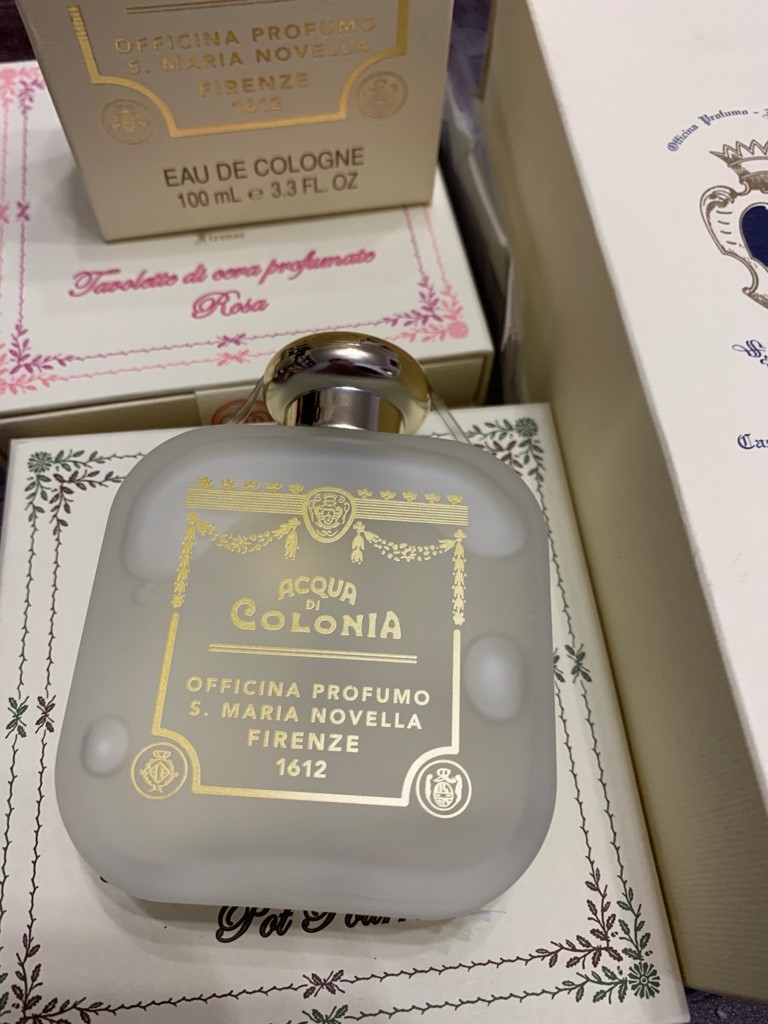 OFFICINA PROFUMO
S. MARIA NOVELLA
FIRENZE
1612
EAU DE COLOGNE
100 mL e 3.3 FL. OZ
Firenze
Tavolette di cera profumate
Rosa
Officina Profumo -
ACQUA
DI
COLONIA
OFFICINA PROFUMO
S. MARIA NOVELLA
FIRENZE
1612
Pot